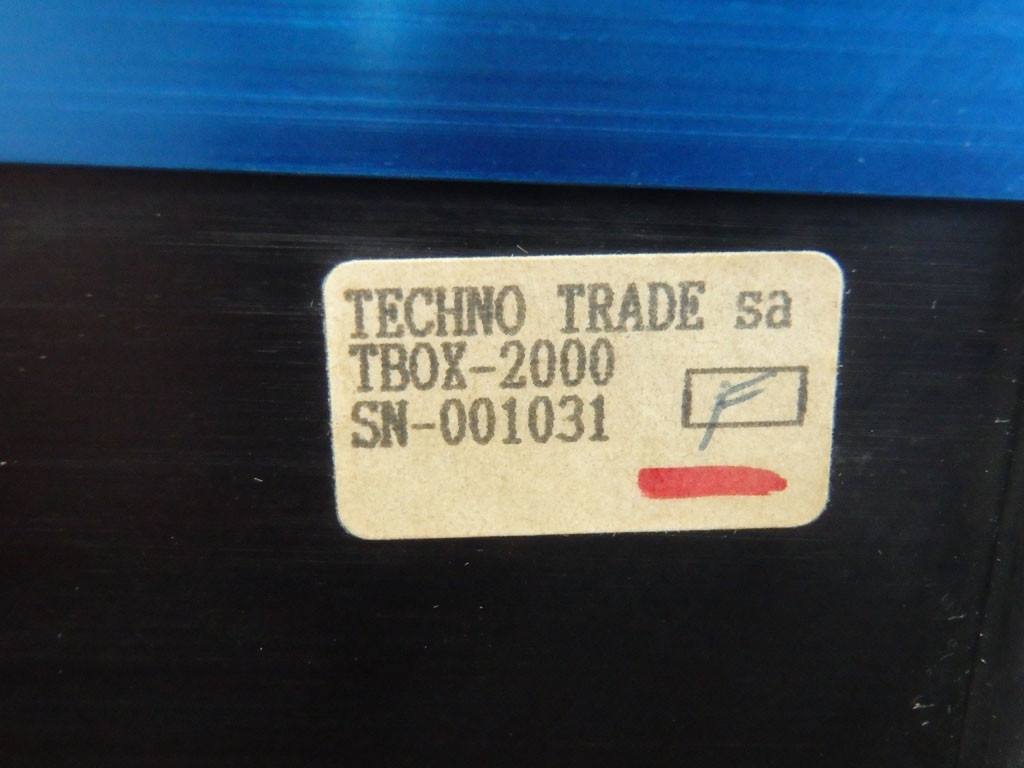 TECHNO TRADE sa
TBOX-2000
SN-001031
F